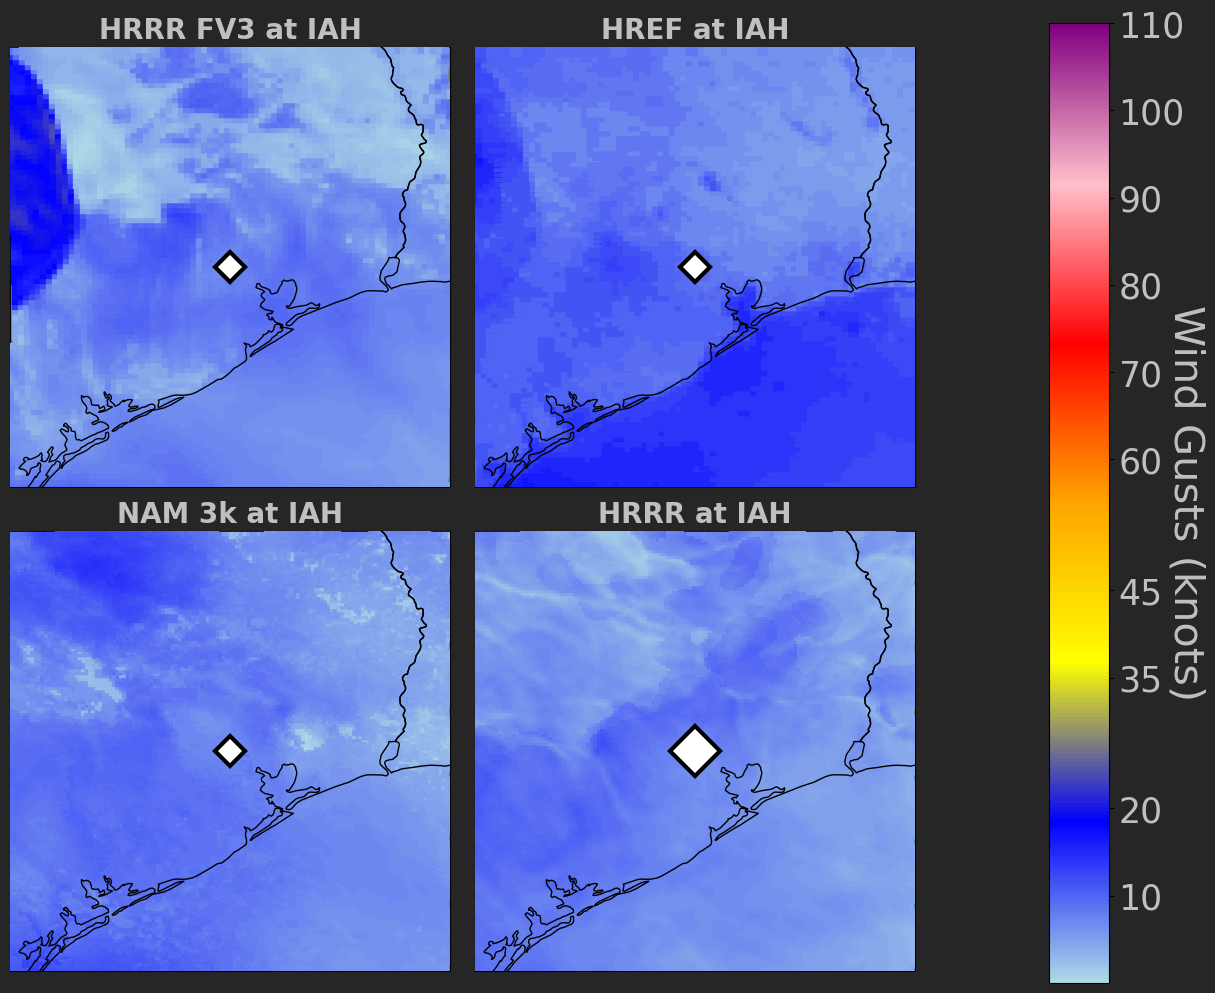 HRRR FV3 at IAH
HREF at IAH
NAM 3k at IAH
HRRR at IAH
110
100
90
80
70
60
45
35
20
10
Wind Gusts (knots)